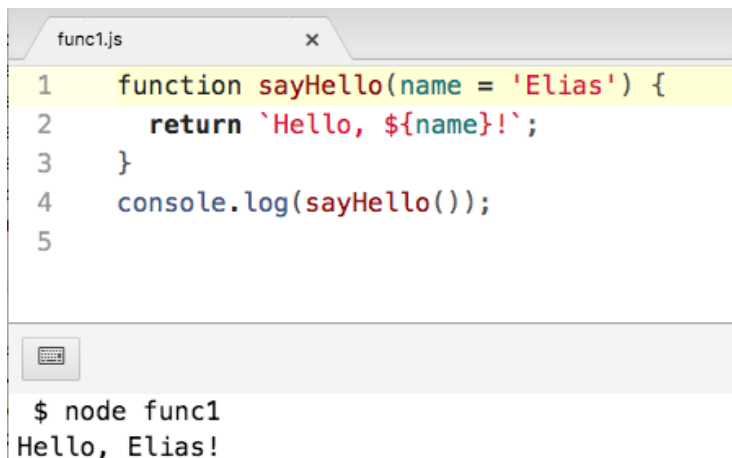 func1.js ×
1 function sayHello(name = 'Elias') {
2 return `Hello, ${name}!`;
3 }
4 console.log(sayHello());
5
$ node func1
Hello, Elias!